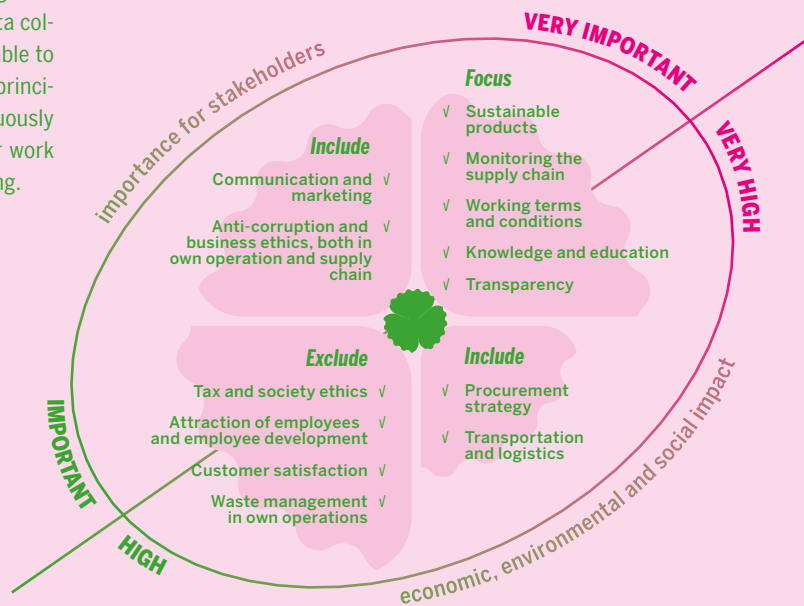 ta col-
ble to
princi-
uously
work
ng.
importance for stakeholders
VERY IMPORTANT
VERY HIGH
Include
Communication and √
marketing
Anti-corruption and √
business ethics, both in
own operation and supply
chain
Focus
√ Sustainable
products
√ Monitoring the
supply chain
√ Working terms
and conditions
√ Knowledge and education
√ Transparency
Exclude
Tax and society ethics √
Attraction of employees √
and employee development
Customer satisfaction √
Waste management √
in own operations
Include
√ Procurement
strategy
√ Transportation
and logistics
IMPORTANT
HIGH
economic, environmental and social impact